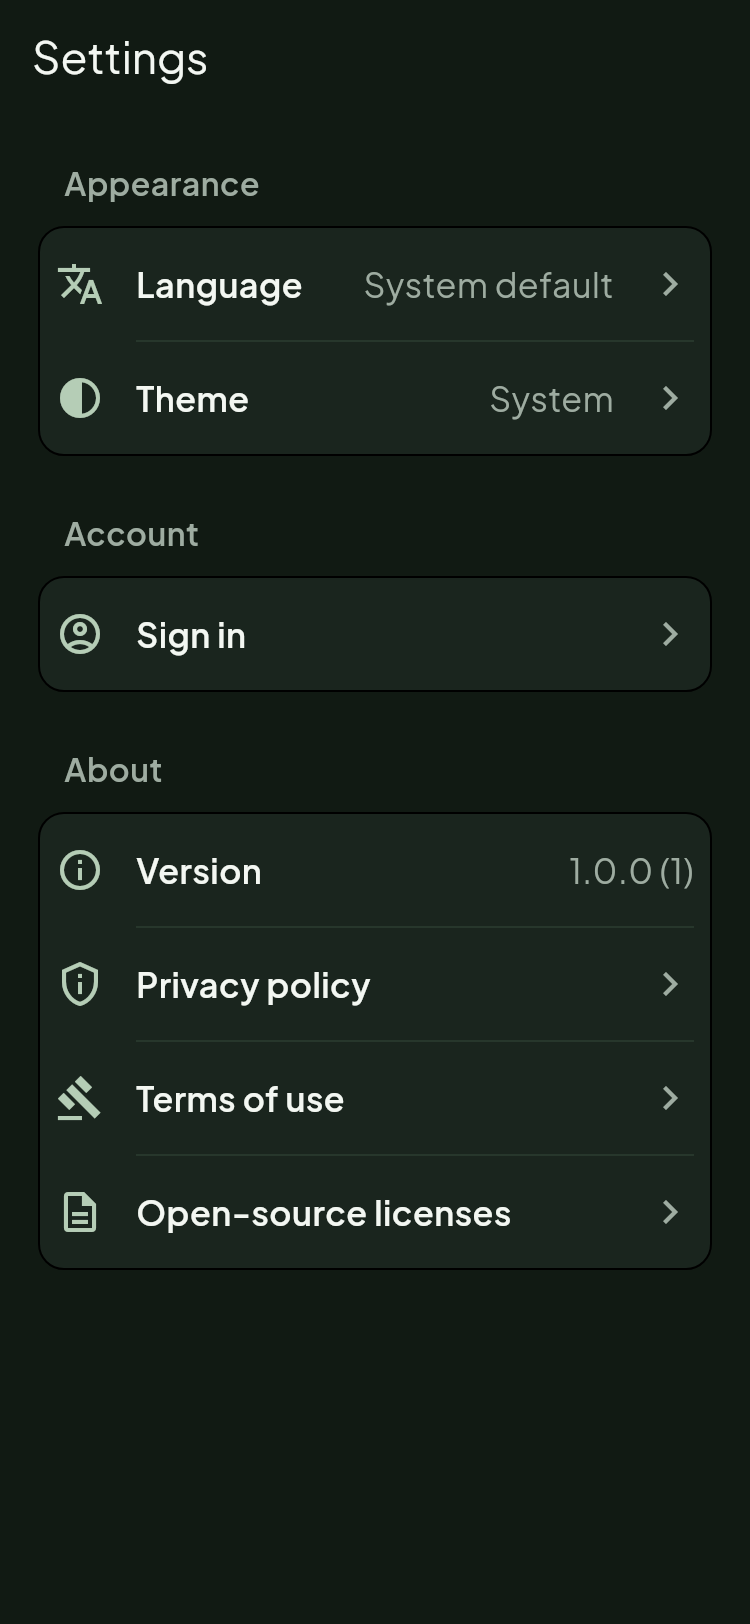 Settings
Appearance
Language System default
Theme System
Account
Sign in
About
Version 1.0.0 (1)
Privacy policy
Terms of use
Open-source licenses